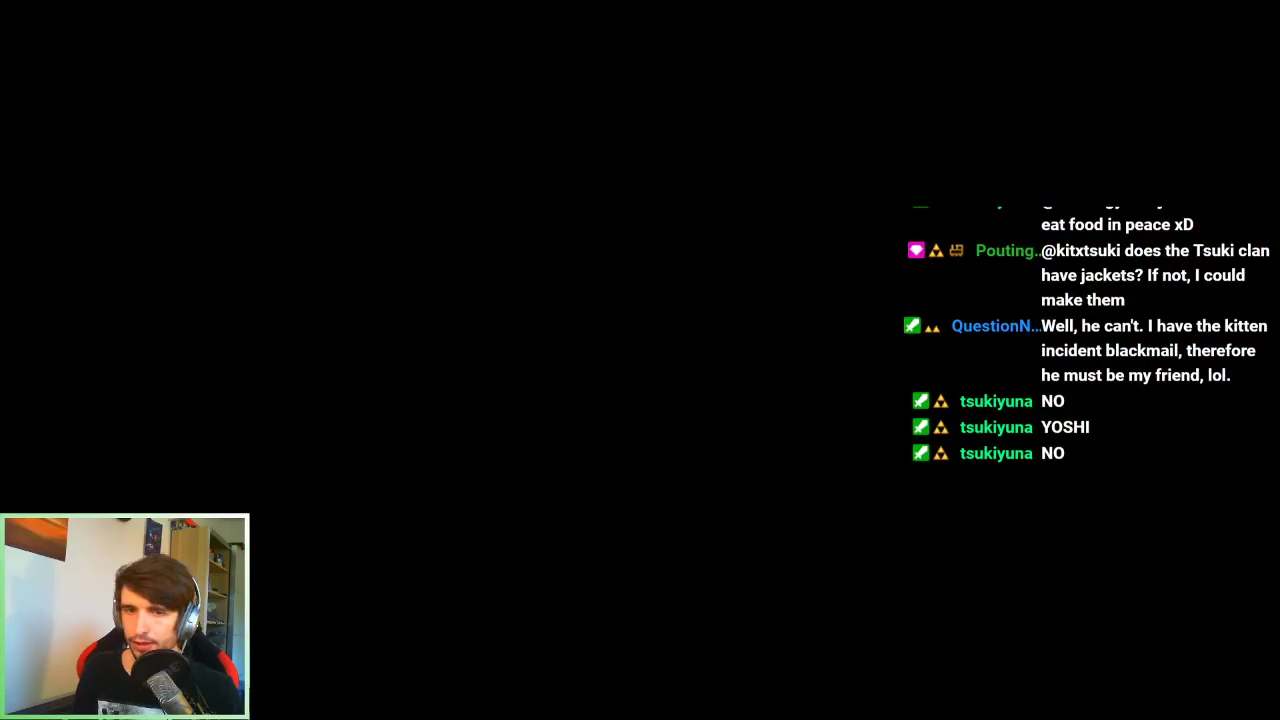 eat food in peace xD
Pouting.. @kitxtsuki does the Tsuki clan
have jackets? If not, I could
make them
QuestionN... Well, he can't. I have the kitten
incident blackmail, therefore
he must be my friend, lol.
tsukiyuna NO
tsukiyuna YOSHI
tsukiyuna NO